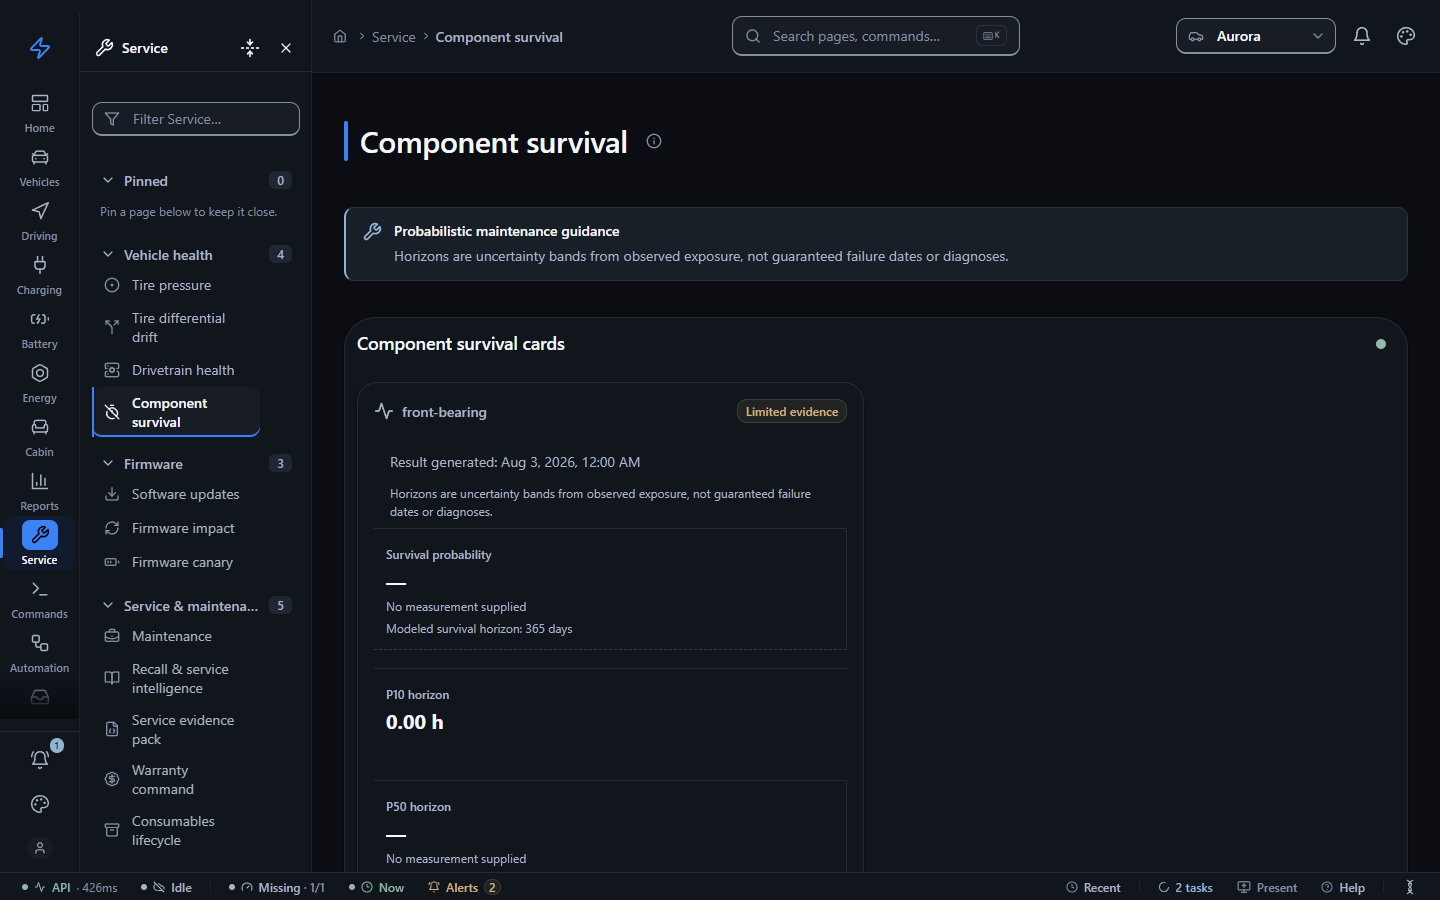 Service
Service
Component survival
Search pages, commands...
K
Aurora
Home
Vehicles
Driving
Charging
Battery
Energy
Cabin
Reports
Service
Commands
Automation
1
Filter Service...
Pinned
0
Pin a page below to keep it close.
Vehicle health
4
Tire pressure
Tire differential
drift
Drivetrain health
Component
survival
Firmware
3
Software updates
Firmware impact
Firmware canary
Service & maintena...
5
Maintenance
Recall & service
intelligence
Service evidence
pack
Warranty
command
Consumables
lifecycle
Component survival
Probabilistic maintenance guidance
Horizons are uncertainty bands from observed exposure, not guaranteed failure dates or diagnoses.
Component survival cards
front-bearing
Limited evidence
Result generated: Aug 3, 2026, 12:00 AM
Horizons are uncertainty bands from observed exposure, not guaranteed failure
dates or diagnoses.
Survival probability
—
No measurement supplied
Modeled survival horizon: 365 days
P10 horizon
0.00 h
P50 horizon
—
No measurement supplied
API · 426ms
Idle
Missing · 1/1
Now
Alerts 2
Recent
2 tasks
Present
Help